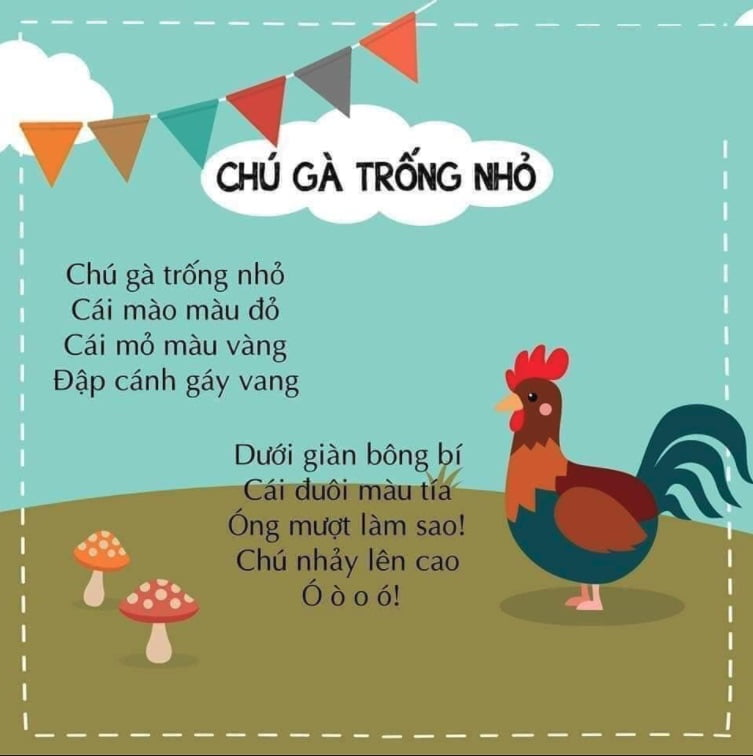 CHÚ GÀ TRỐNG NHỎ
Chú gà trống nhỏ
Cái mào màu đỏ
Cái mỏ màu vàng
Đập cánh gáy vang
Dưới giàn bông bí
Cái đuôi màu tía
Óng mượt làm sao!
Chú nhảy lên cao
Ó ò o ó!